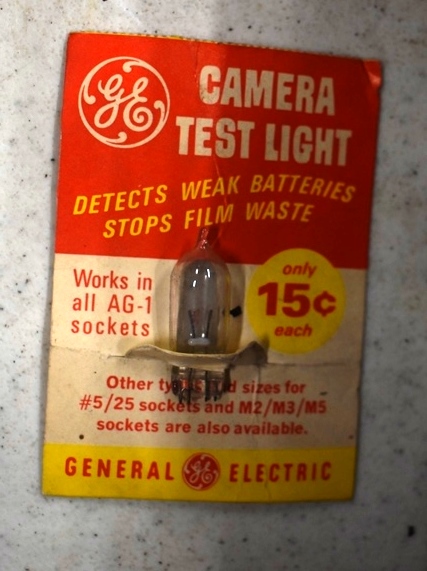 GE
CAMERA
TEST LIGHT
DETECTS WEAK BATTERIES
STOPS FILM WASTE
Works in
all AG-1
sockets
only
15¢
each
Other sizes for
#5/25 sockets and M2/M3/M5
sockets are also available.
GENERAL GE ELECTRIC